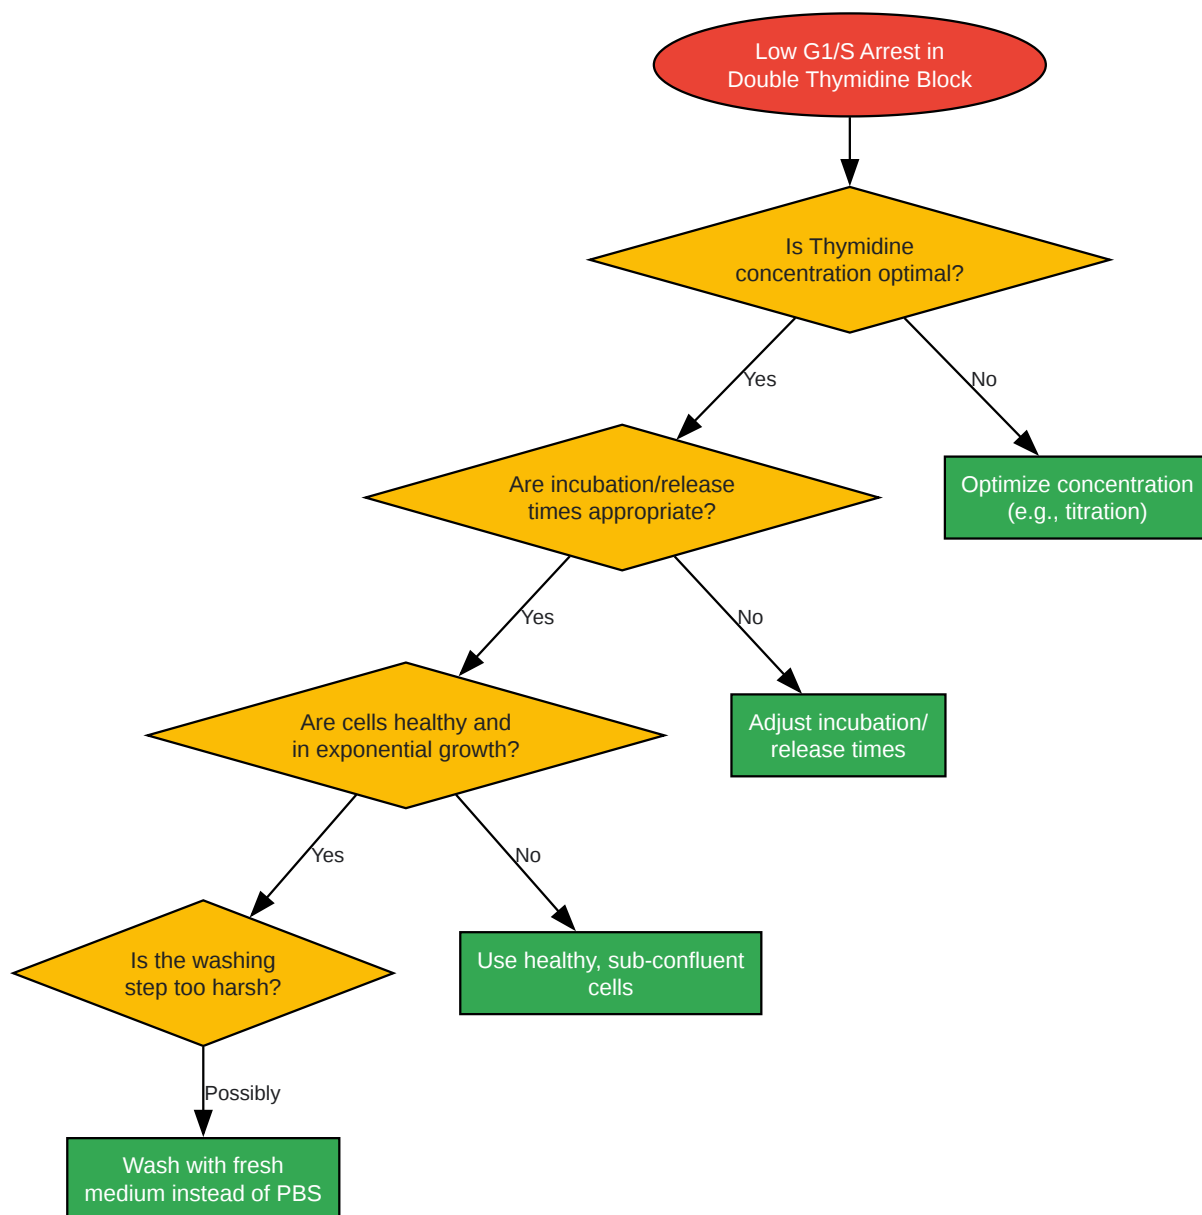 Low G1/S Arrest in
Double Thymidine Block
Is Thymidine
concentration optimal?
Yes
No
Optimize concentration
(e.g., titration)
Are incubation/release
times appropriate?
Yes
No
Adjust incubation/
release times
Are cells healthy and
in exponential growth?
Yes
No
Use healthy, sub-confluent
cells
Is the washing
step too harsh?
Possibly
Wash with fresh
medium instead of PBS